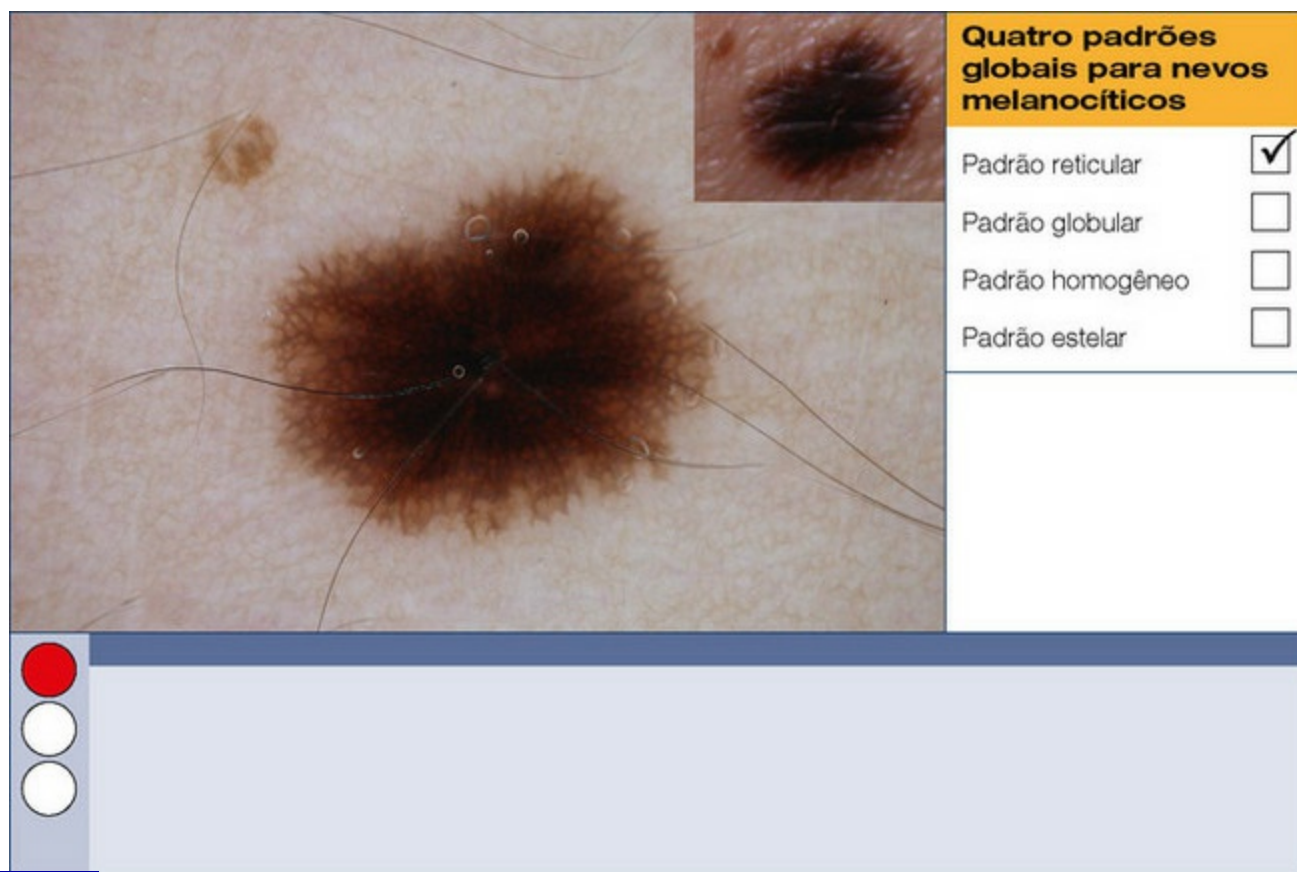 Quatro padrões
globais para nevos
melanocíticos
Padrão reticular
Padrão globular
Padrão homogêneo
Padrão estelar